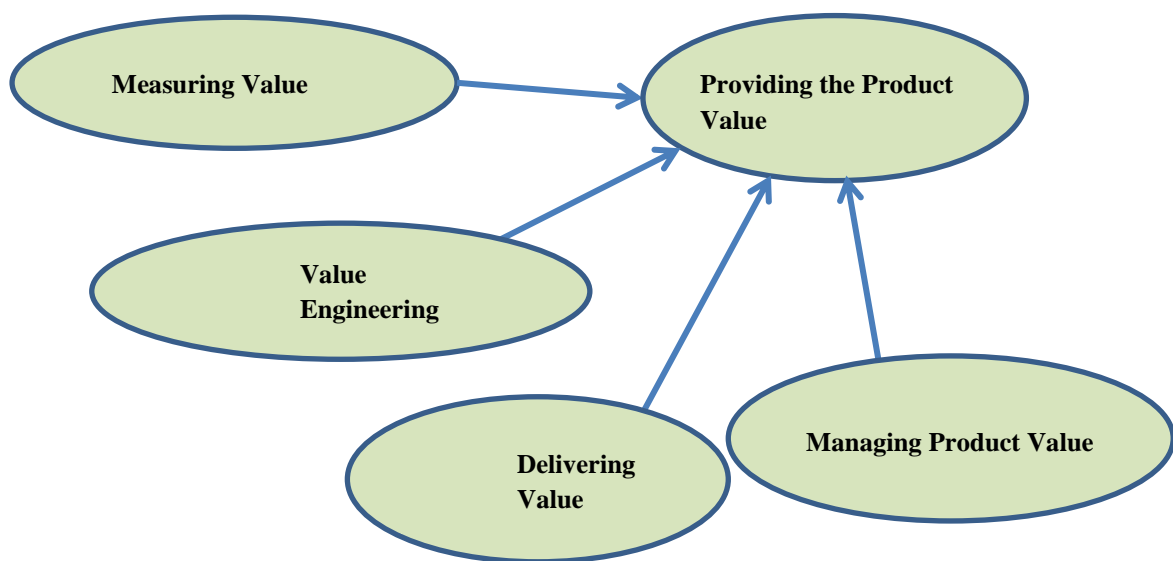 Measuring Value
Providing the Product
Value
Value
Engineering
Delivering
Value
Managing Product Value